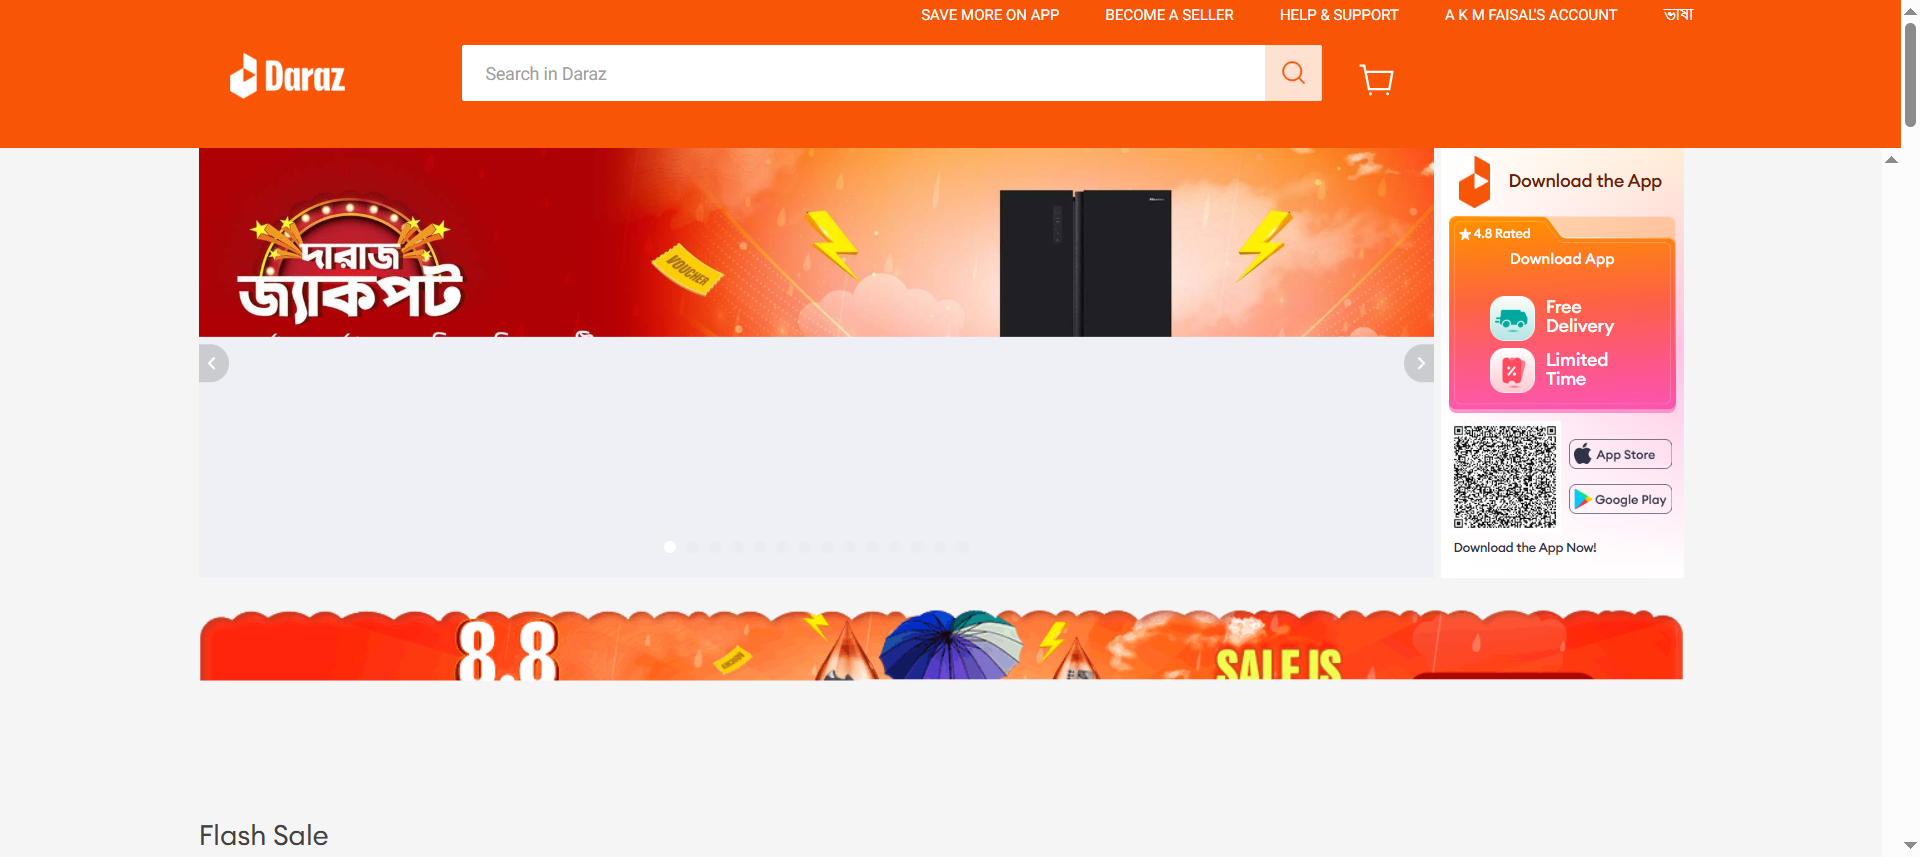 SAVE MORE ON APP
BECOME A SELLER
HELP & SUPPORT
A K M FAISAL'S ACCOUNT
ভাষা
Daraz
Search in Daraz
দারাজ
জ্যাকপট
VOUCHER
Download the App
4.8 Rated
Download App
Free
Delivery
Limited
Time
App Store
Google Play
Download the App Now!
8.8
SALE IS
Flash Sale